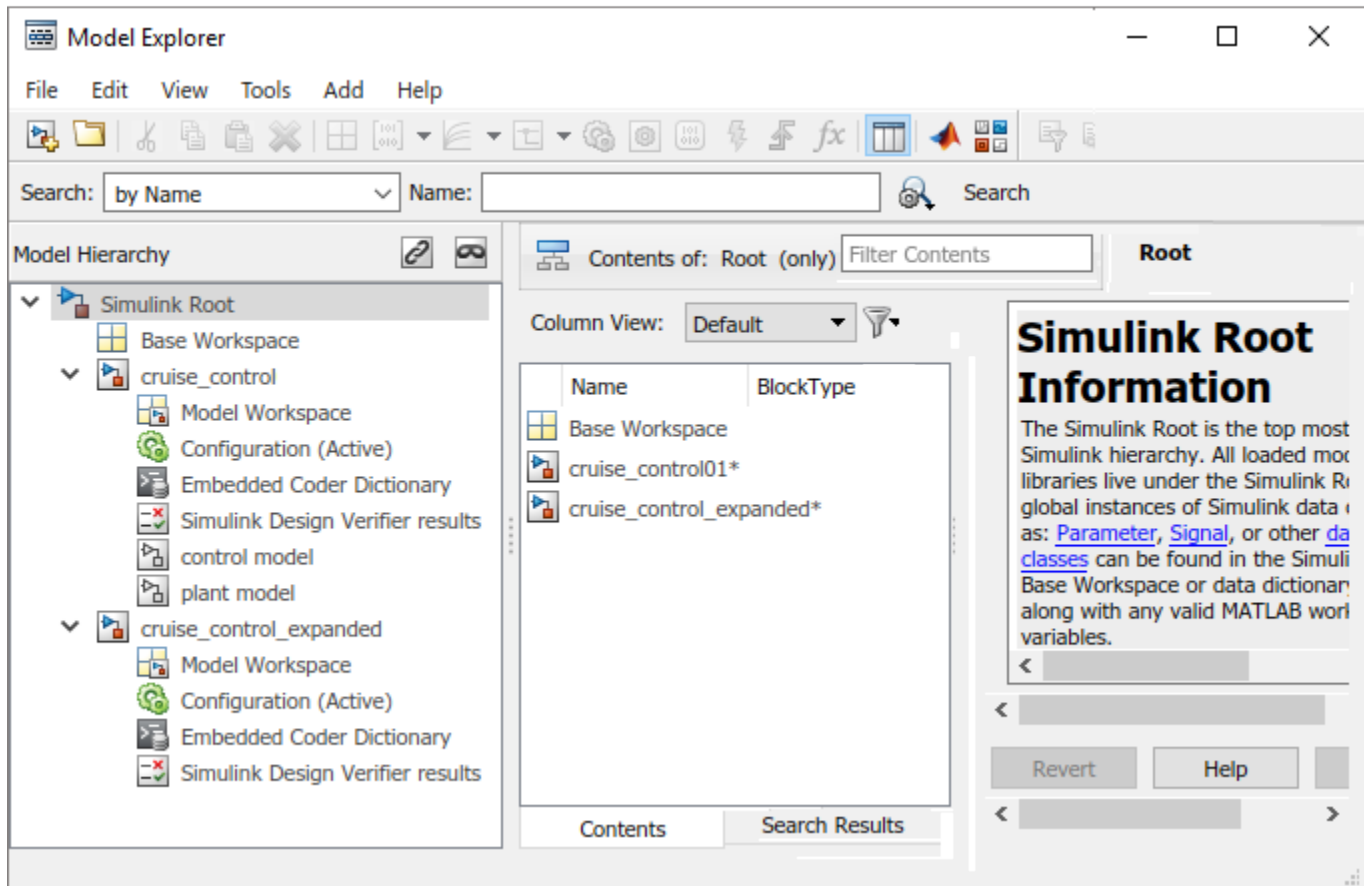 Model Explorer
File Edit View Tools Add Help
fx
Search: by Name Name: Search
Model Hierarchy
Simulink Root
Base Workspace
cruise_control
Model Workspace
Configuration (Active)
Embedded Coder Dictionary
Simulink Design Verifier results
control model
plant model
cruise_control_expanded
Model Workspace
Configuration (Active)
Embedded Coder Dictionary
Simulink Design Verifier results
Contents of: Root (only) Filter Contents
Column View: Default
Name BlockType
Base Workspace
cruise_control01*
cruise_control_expanded*
Contents Search Results
Root
Simulink Root
Information
The Simulink Root is the top most
Simulink hierarchy. All loaded
libraries live under the Simulink
global instances of Simulink data
as: Parameter, Signal, or other
classes can be found in the
Base Workspace or data
along with any valid MATLAB
variables.
Revert Help